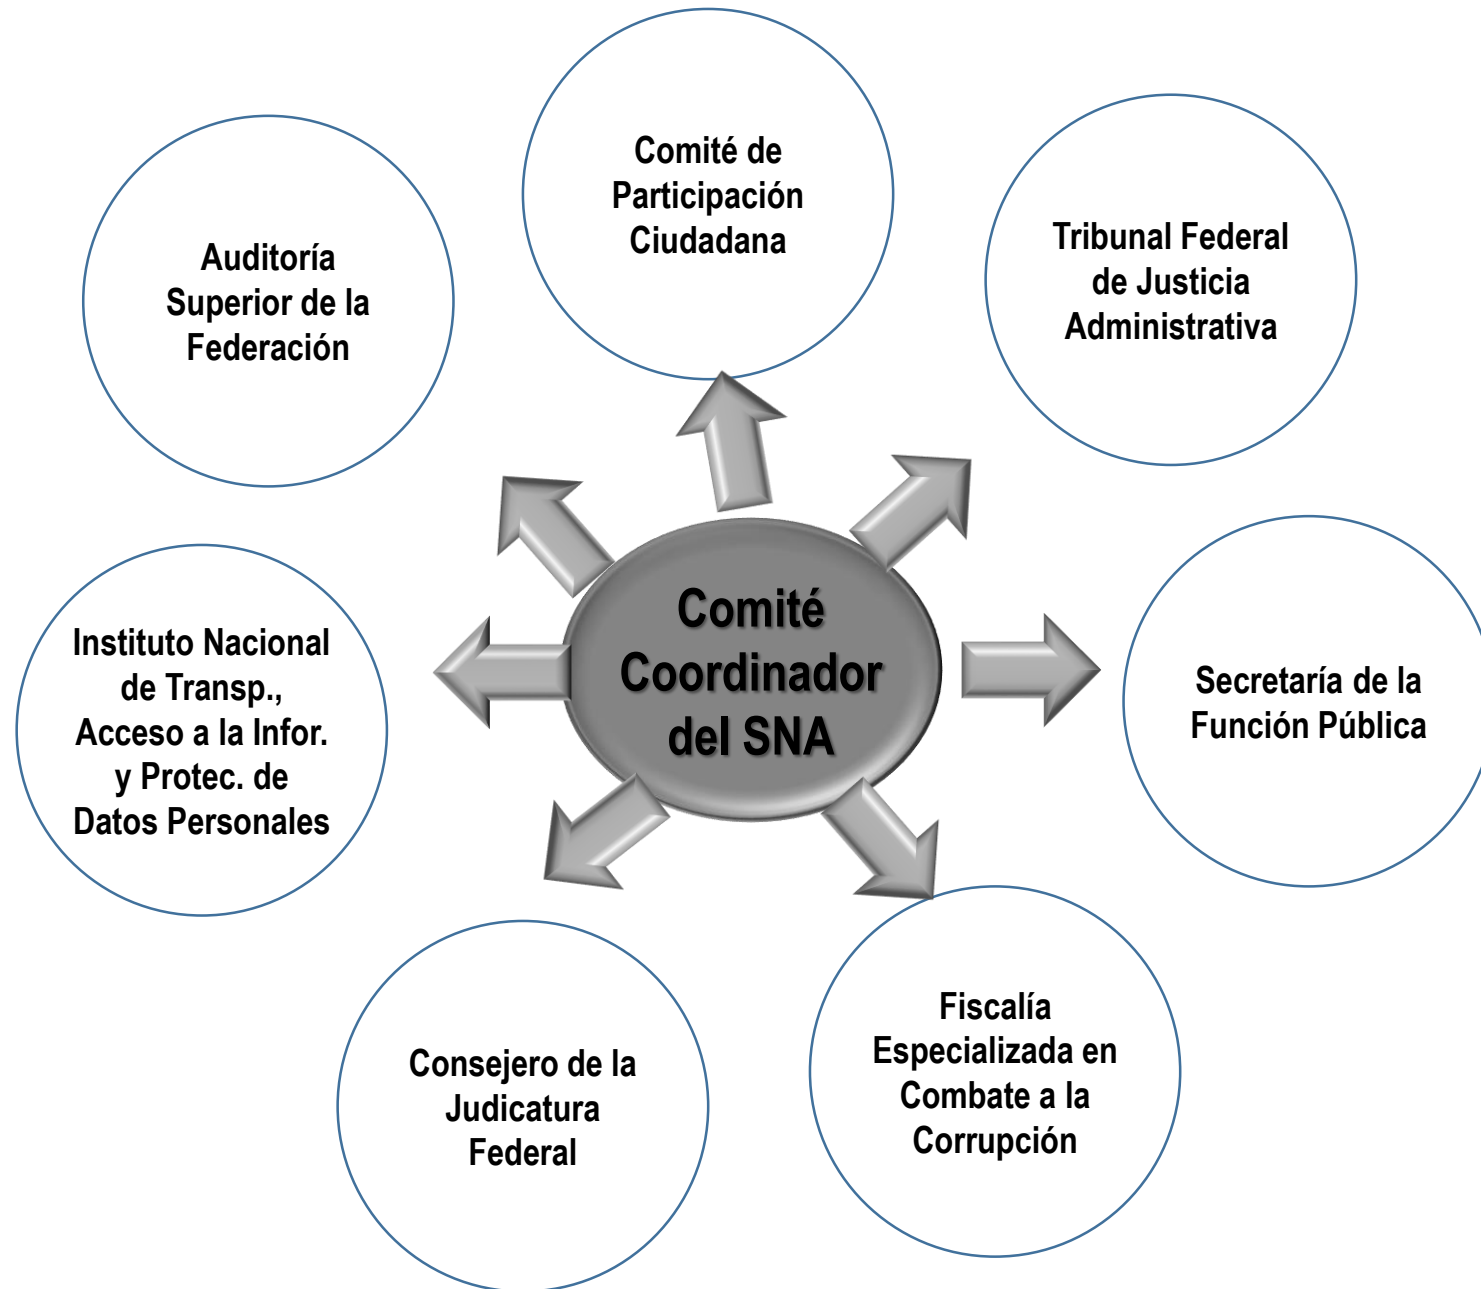 Comité de
Participación
Ciudadana
Tribunal Federal
de Justicia
Administrativa
Auditoría
Superior de la
Federación
Comité
Coordinador
del SNA
Instituto Nacional
de Transp.,
Acceso a la Infor.
y Protec. de
Datos Personales
Secretaría de la
Función Pública
Consejero de la
Judicatura
Federal
Fiscalía
Especializada en
Combate a la
Corrupción